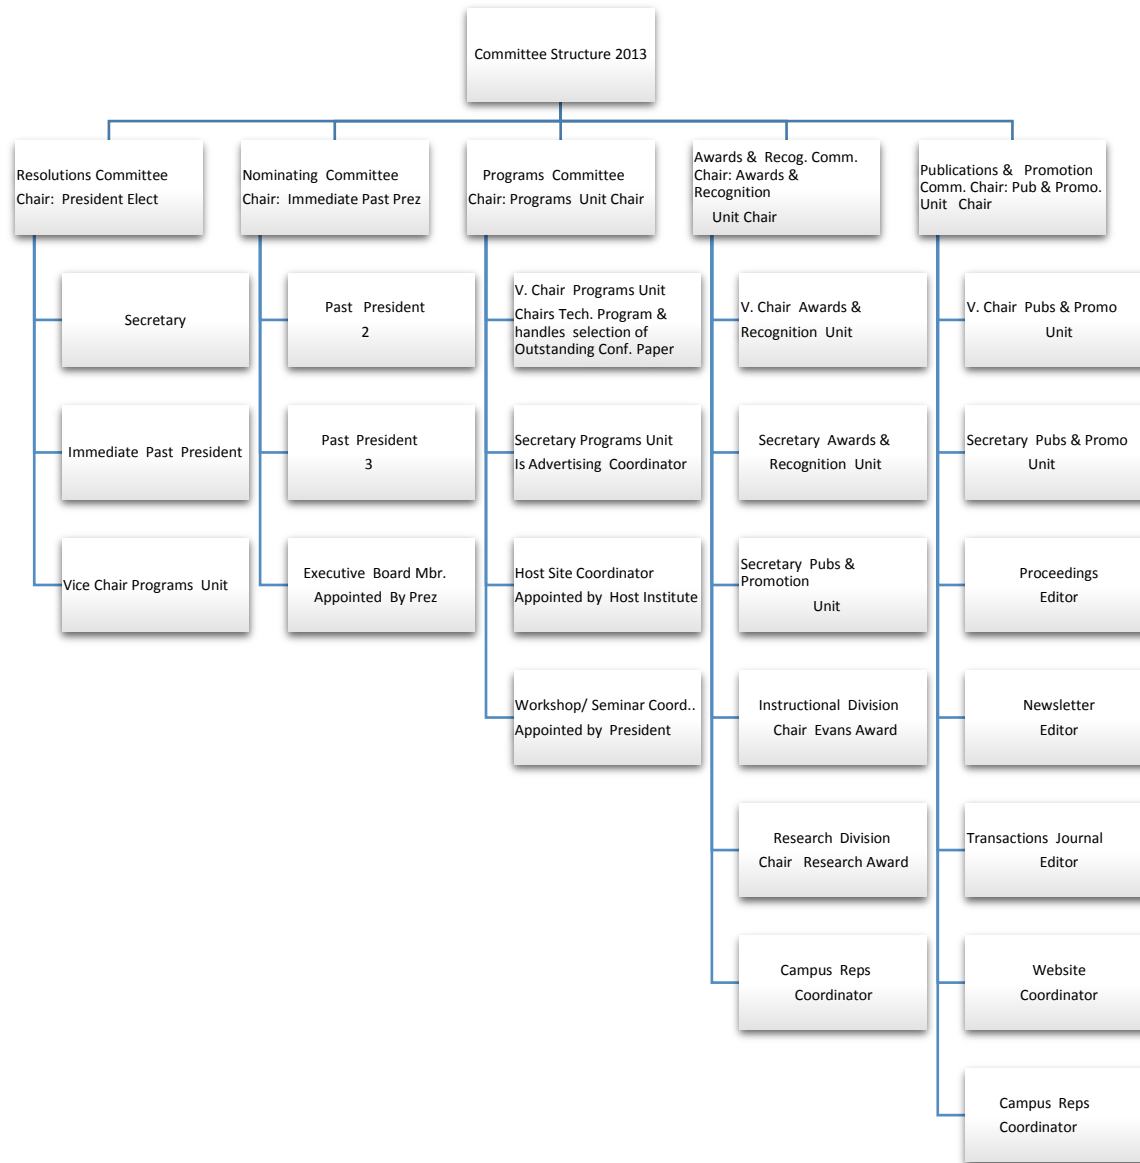 Committee Structure 2013
Resolutions Committee
Chair: President Elect
Nominating Committee
Chair: Immediate Past Prez
Programs Committee
Chair: Programs Unit Chair
Awards & Recog. Comm.
Chair: Awards &
Recognition
Unit Chair
Publications & Promotion
Comm. Chair: Pub & Promo.
Unit Chair
Secretary
Immediate Past President
Vice Chair Programs Unit
Past President
2
Past President
3
Executive Board Mbr.
Appointed By Prez
V. Chair Programs Unit
Chairs Tech. Program &
handles selection of
Outstanding Conf. Paper
Secretary Programs Unit
Is Advertising Coordinator
Host Site Coordinator
Appointed by Host Institute
Workshop/ Seminar Coord..
Appointed by President
V. Chair Awards &
Recognition Unit
Secretary Awards &
Recognition Unit
Secretary Pubs &
Promotion
Unit
Instructional Division
Chair Evans Award
Research Division
Chair Research Award
Campus Reps
Coordinator
V. Chair Pubs & Promo
Unit
Secretary Pubs & Promo
Unit
Proceedings
Editor
Newsletter
Editor
Transactions Journal
Editor
Website
Coordinator
Campus Reps
Coordinator